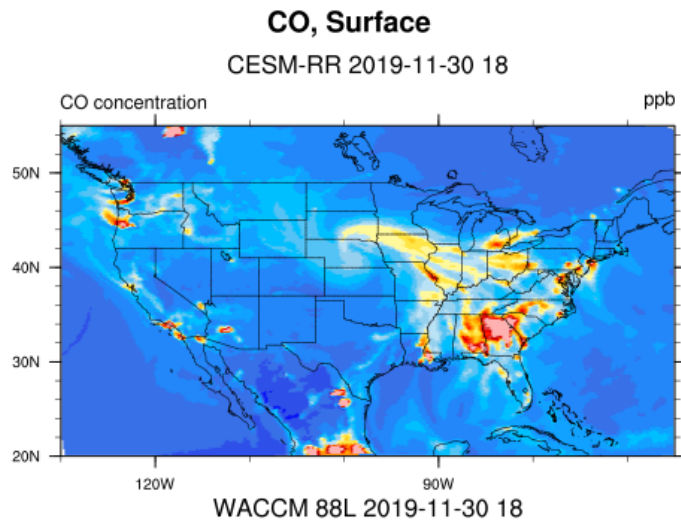 CO, Surface
CESM-RR 2019-11-30 18
CO concentration ppb
50N
40N
30N
20N
120W 90W
WACCM 88L 2019-11-30 18